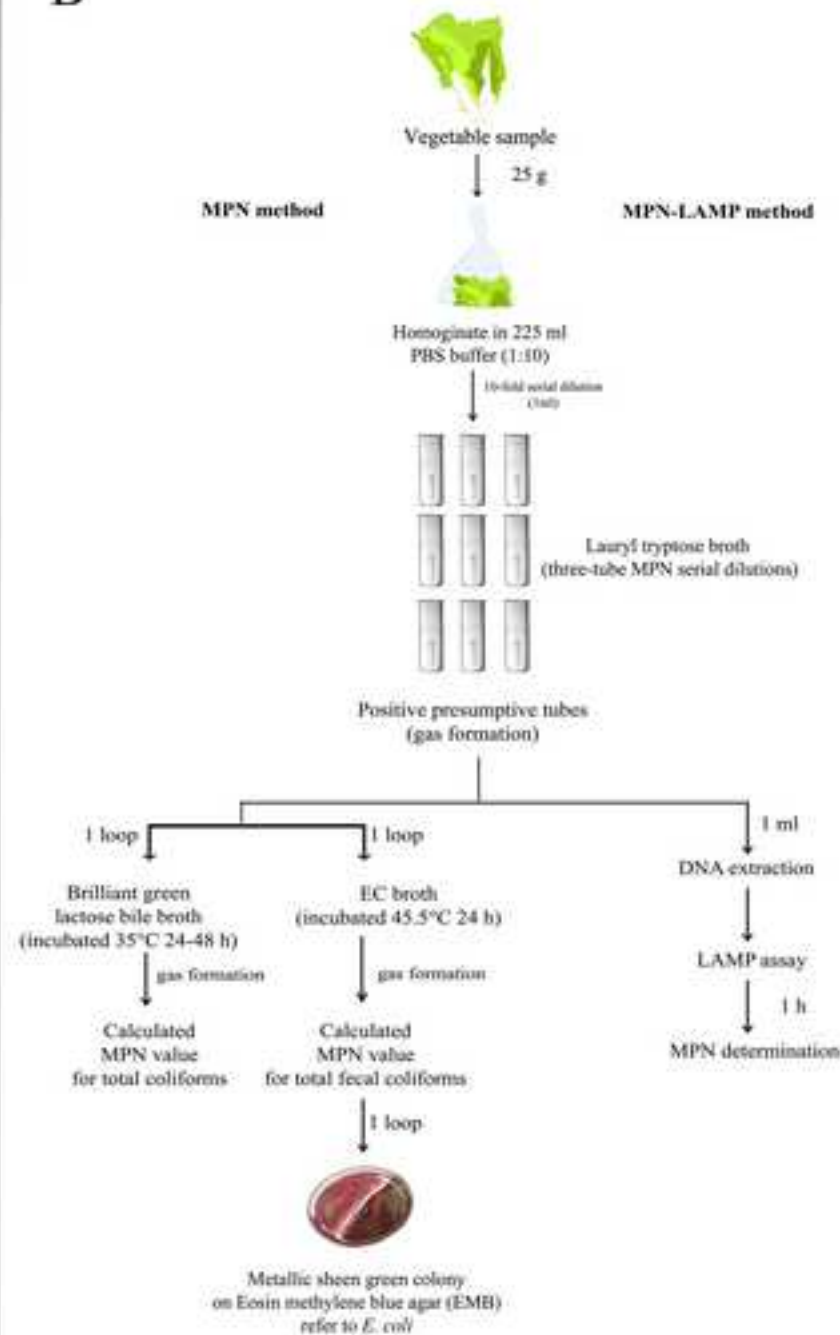 Vegetable sample
25 g
MPN method
MPN-LAMP method
Homoginate in 225 ml
PBS buffer (1:10)
10-fold serial dilution
Lauryl tryptose broth
(three-tube MPN serial dilutions)
Positive presumptive tubes
(gas formation)
1 loop
1 loop
1 ml
Brilliant green
lactose bile broth
(incubated 35°C 24-48 h)
EC broth
(incubated 45.5°C 24 h)
DNA extraction
gas formation
gas formation
LAMP assay
1 h
Calculated
MPN value
for total coliforms
Calculated
MPN value
for total fecal coliforms
MPN determination
1 loop
Metallic sheen green colony
on Eosin methylene blue agar (EMB)
refer to E. coli